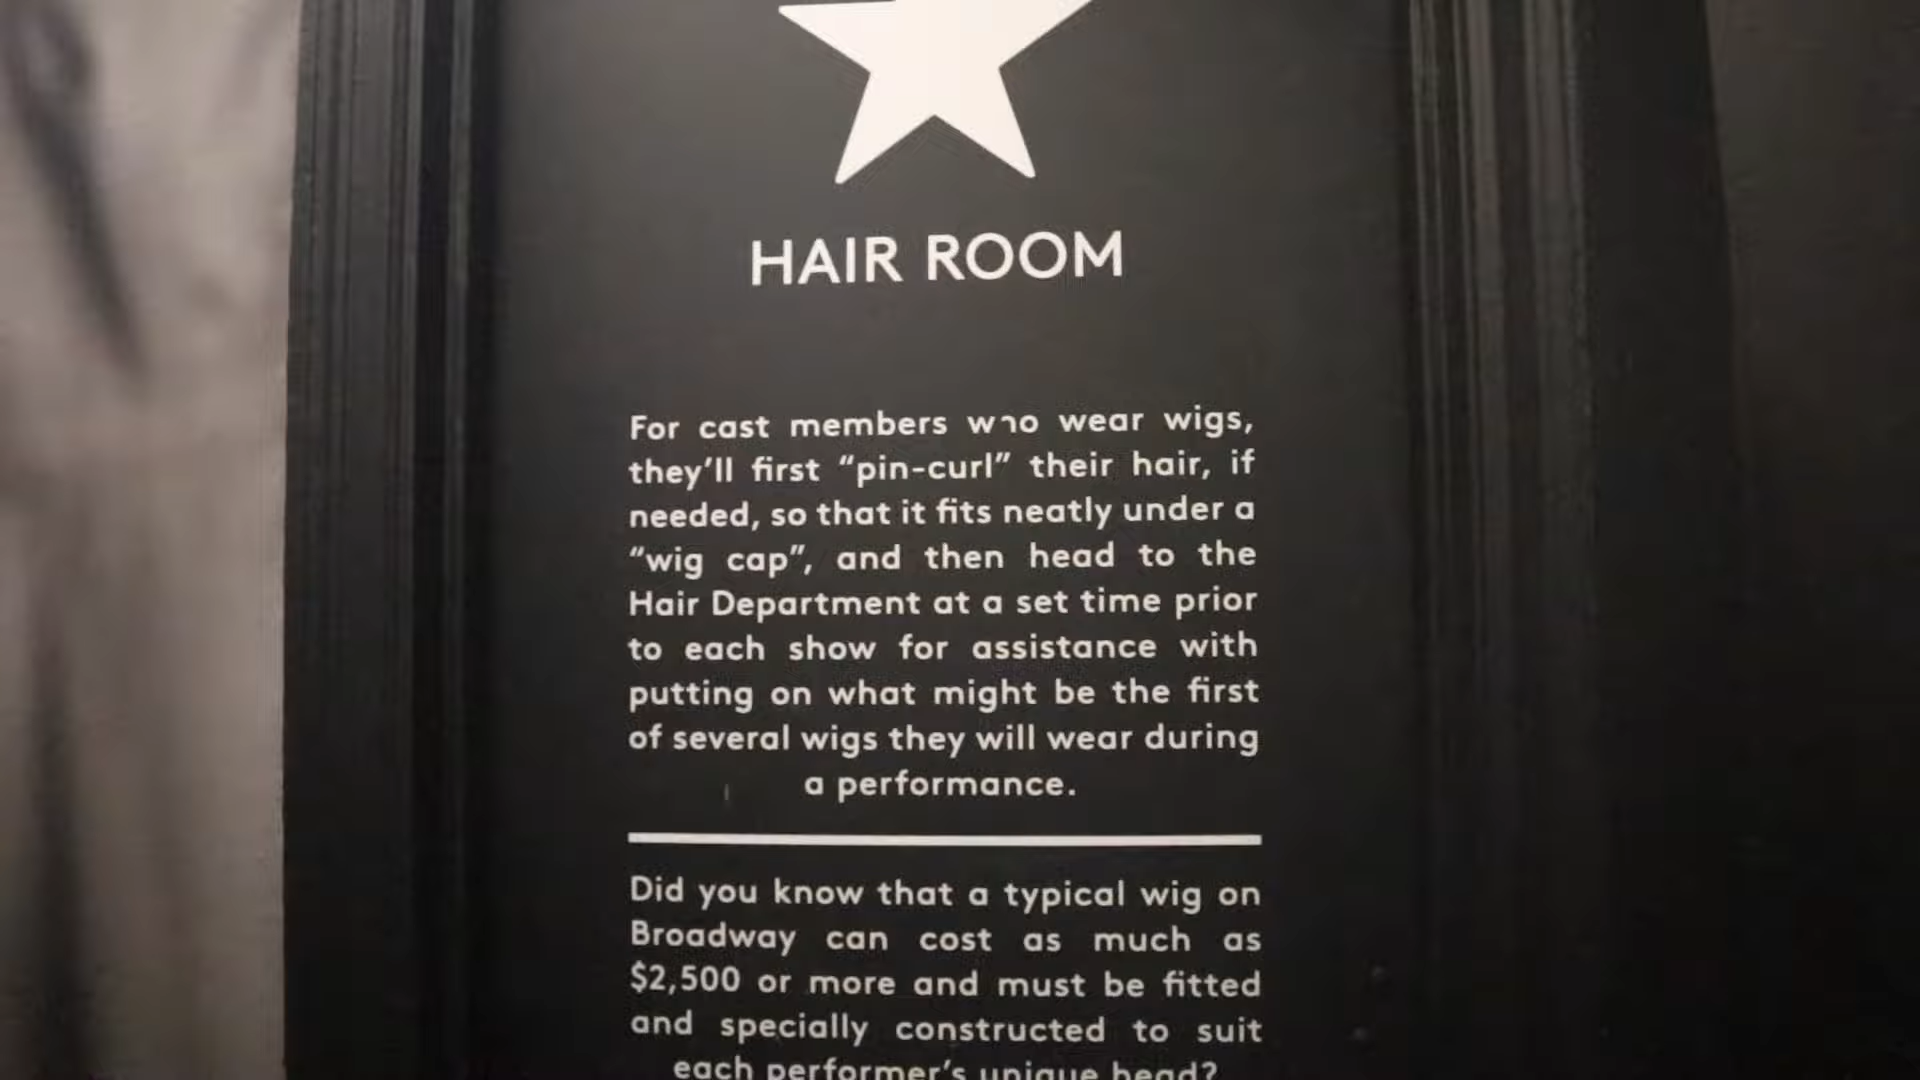 HAIR ROOM
For cast members who wear wigs,
they'll first “pin-curl” their hair, if
needed, so that it fits neatly under a
“wig cap”, and then head to the
Hair Department at a set time prior
to each show for assistance with
putting on what might be the first
of several wigs they will wear during
a performance.
Did you know that a typical wig on
Broadway can cost as much as
$2,500 or more and must be fitted
and specially constructed to suit
each performer's unique head?